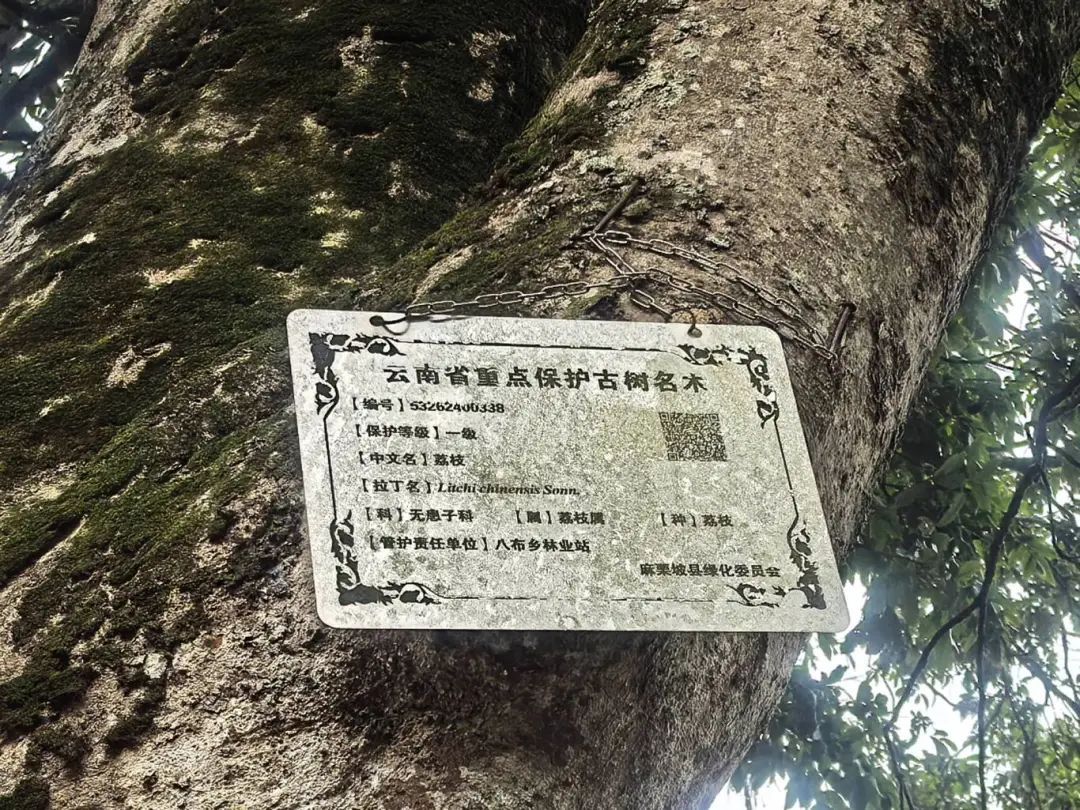 云南省重点保护古树名木
【编号】53262400338
【保护等级】一级
【中文名】荔枝
【拉丁名】Litchi chinensis Sonn.
【科】无患子科 【属】荔枝属 【种】荔枝
【管护责任单位】八布乡林业站
麻栗坡县绿化委员会